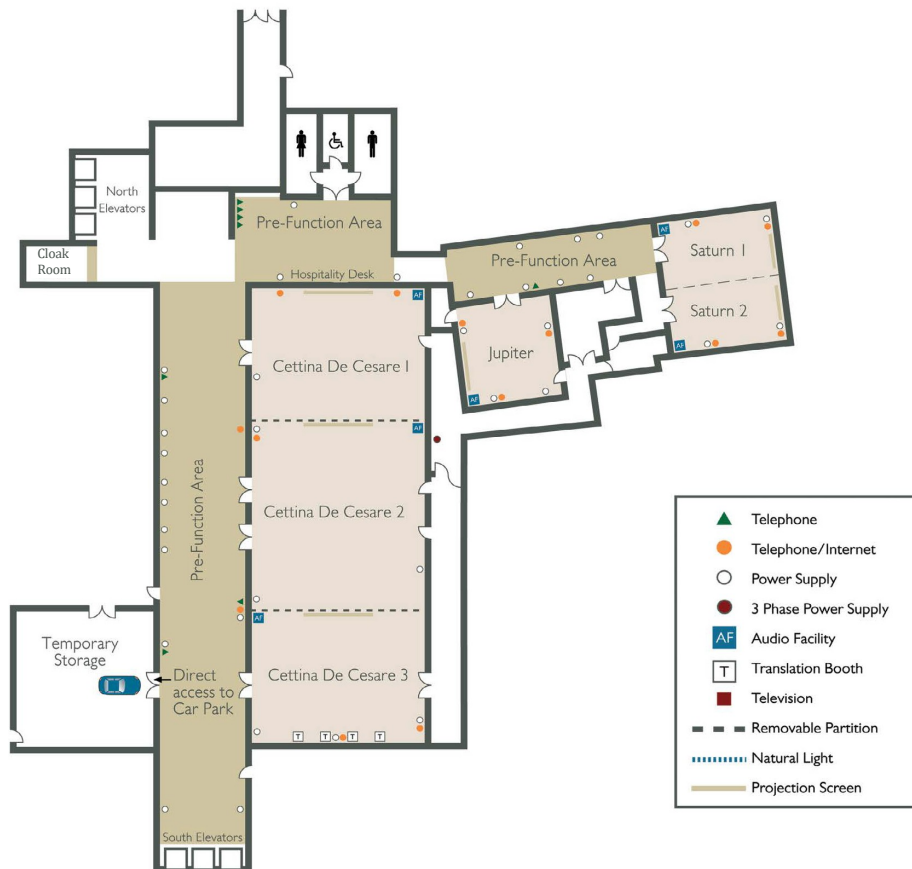 North
Elevators
Cloak
Room
Pre-Function Area
Hospitality Desk
Pre-Function Area
Saturn 1
Saturn 2
Jupiter
AF
AF
AF
AF
AF
AF
Cettina De Cesare 1
Cettina De Cesare 2
Cettina De Cesare 3
Pre-Function Area
Temporary
Storage
Direct
access to
Car Park
T
T
T
T
South Elevators
Telephone
Telephone/Internet
Power Supply
3 Phase Power Supply
AF
Audio Facility
T
Translation Booth
Television
Removable Partition
Natural Light
Projection Screen